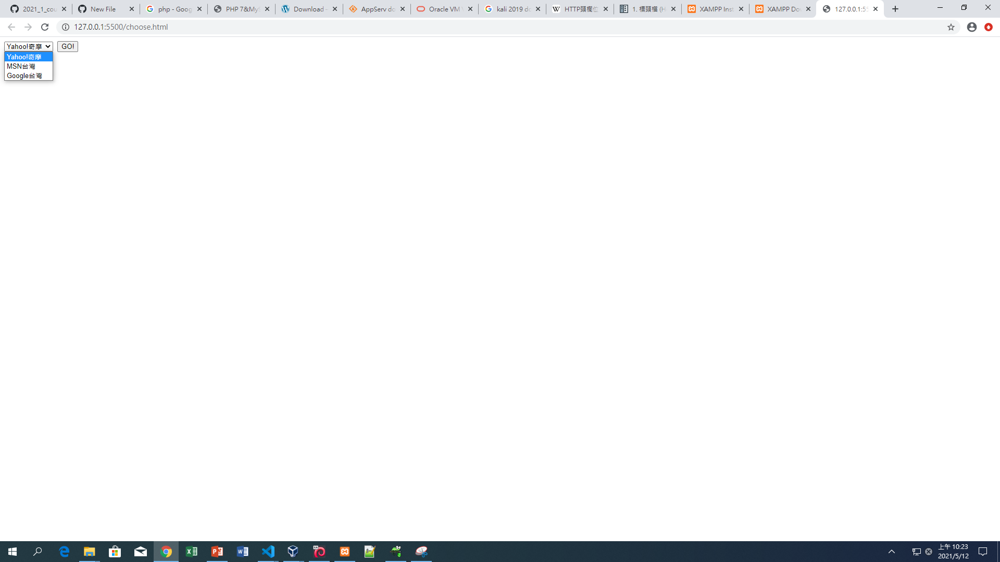 2021_1_cou
New File
php - Goog
PHP 7&MyS
Download -
AppServ do
Oracle VM V
kali 2019 do
HTTP頭欄位
1. 標頭檔 (H
XAMPP Inst
XAMPP Dov
127.0.0.1:55
127.0.0.1:5500/choose.html
Yahoo!奇摩
GO!
Yahoo!奇摩
MSN台灣
Google台灣
上午 10:23
2021/5/12